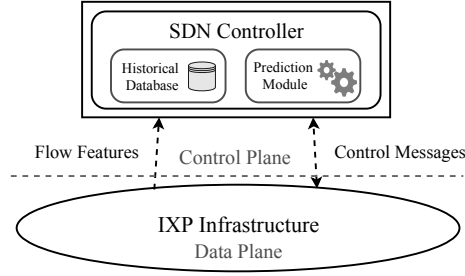 SDN Controller
Historical
Database
Prediction
Module
Flow Features
Control Plane
Control Messages
IXP Infrastructure
Data Plane